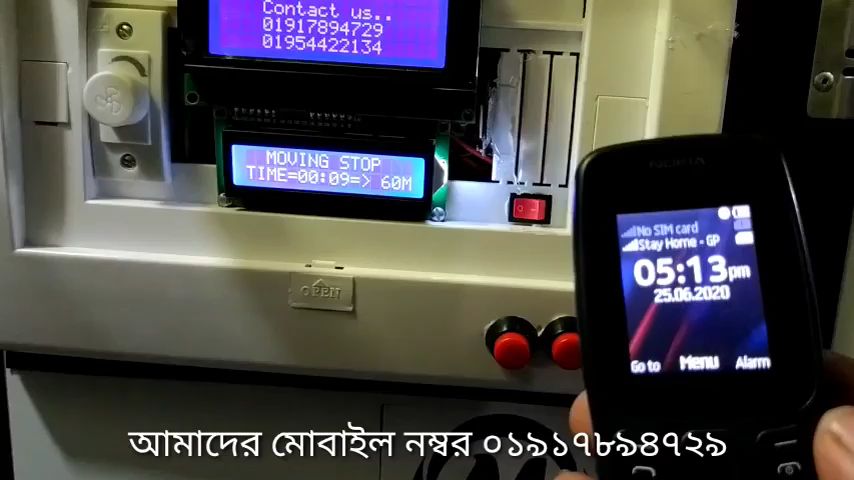 Contact us..
01917894729
01954422134
MOVING STOP
TIME=00:09=> 60M
OPEN
NOKIA
No SIM card
Stay Home - GP
05:13pm
25.06.2020
Go to Menu Alarm
আমাদের মোবাইল নম্বর ০১৯১৭৮৯৪৭২৯